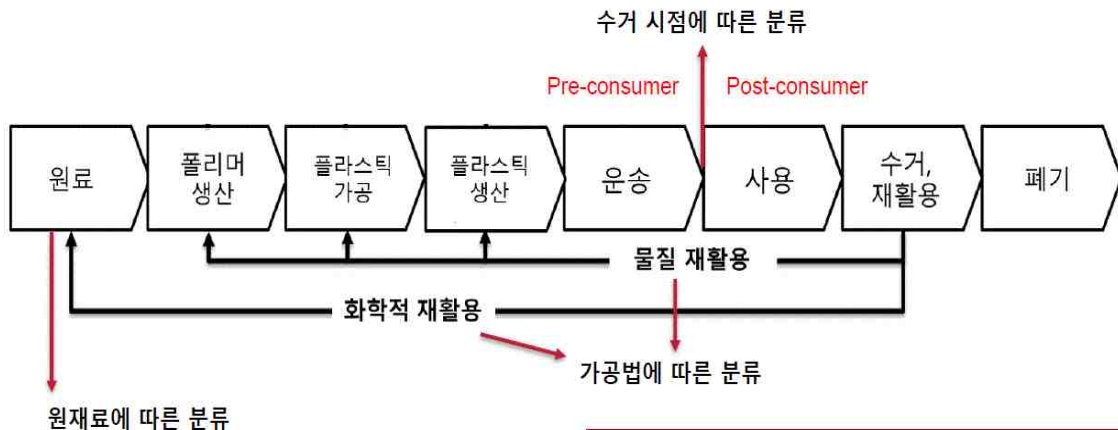 수거 시점에 따른 분류
Pre-consumer
Post-consumer
원료
폴리머
생산
플라스틱
가공
플라스틱
생산
운송
사용
수거,
재활용
폐기
물질 재활용
화학적 재활용
가공법에 따른 분류
원재료에 따른 분류